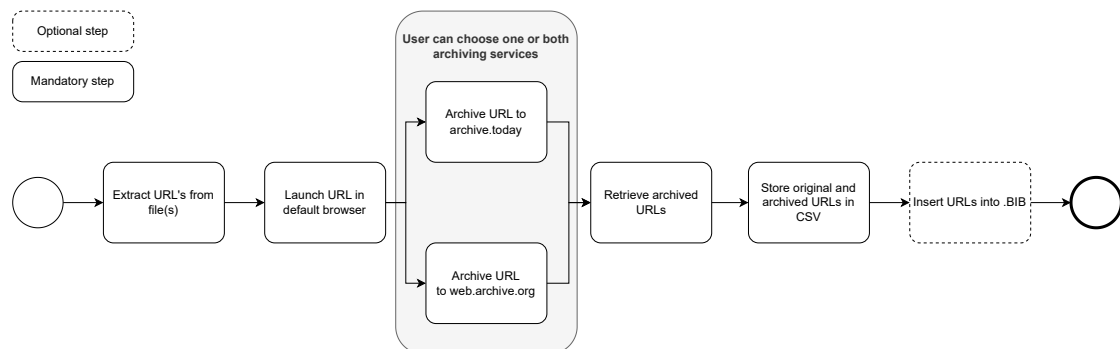 Optional step
Mandatory step
User can choose one or both
archiving services
Archive URL to
archive.today
Extract URL's from
file(s)
Launch URL in
default browser
Retrieve archived
URLs
Store original and
archived URLs in
CSV
Insert URLs into .BIB
Archive URL
to web.archive.org